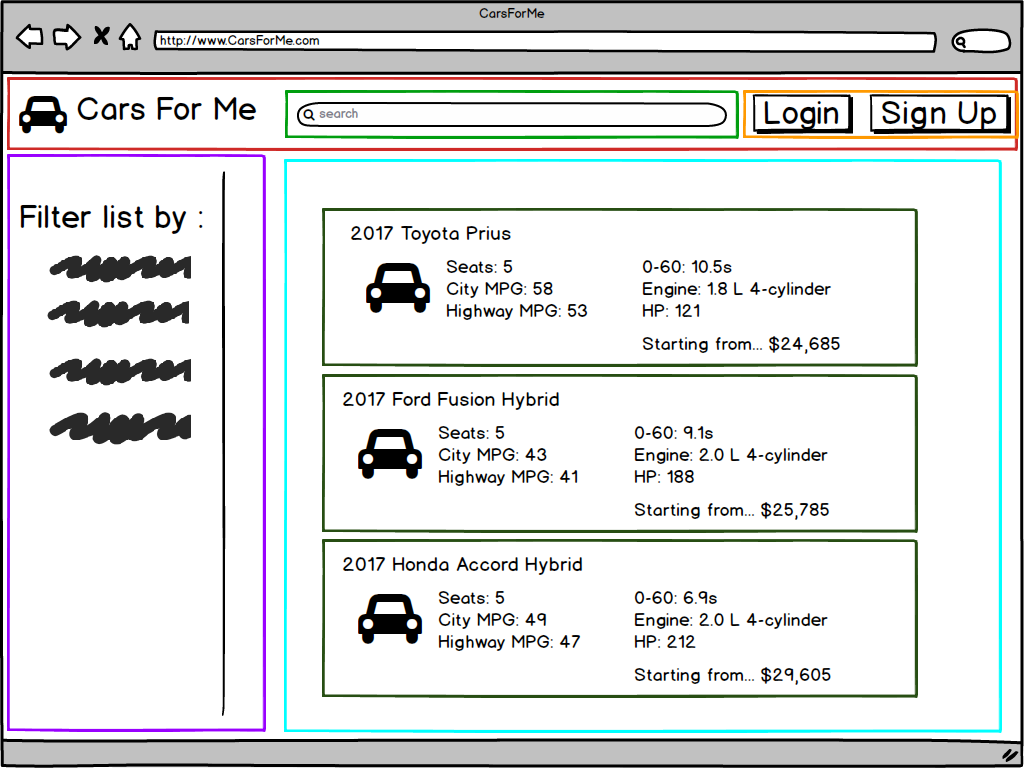 CarsForMe
http://www.CarsForMe.com
Cars For Me
search
Login
Sign Up
Filter list by :
2017 Toyota Prius
Seats: 5
City MPG: 58
Highway MPG: 53
0-60: 10.5s
Engine: 1.8 L 4-cylinder
HP: 121
Starting from... $24,685
2017 Ford Fusion Hybrid
Seats: 5
City MPG: 43
Highway MPG: 41
0-60: 9.1s
Engine: 2.0 L 4-cylinder
HP: 188
Starting from... $25,785
2017 Honda Accord Hybrid
Seats: 5
City MPG: 49
Highway MPG: 47
0-60: 6.9s
Engine: 2.0 L 4-cylinder
HP: 212
Starting from... $29,605